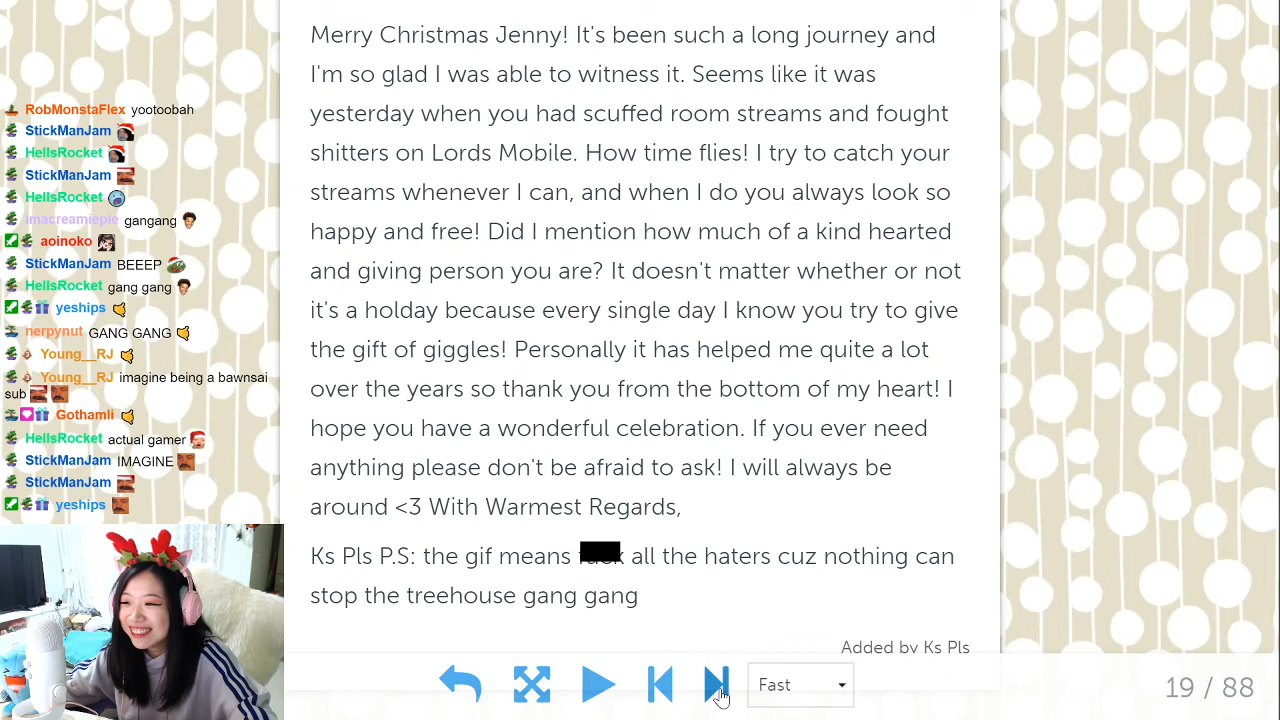 Merry Christmas Jenny! It's been such a long journey and
I'm so glad I was able to witness it. Seems like it was
yesterday when you had scuffed room streams and fought
shitters on Lords Mobile. How time flies! I try to catch your
streams whenever I can, and when I do you always look so
happy and free! Did I mention how much of a kind hearted
and giving person you are? It doesn't matter whether or not
it's a holday because every single day I know you try to give
the gift of giggles! Personally it has helped me quite a lot
over the years so thank you from the bottom of my heart! I
hope you have a wonderful celebration. If you ever need
anything please don't be afraid to ask! I will always be
around <3 With Warmest Regards,
Ks Pls P.S: the gif means all the haters cuz nothing can
stop the treehouse gang gang
Added by Ks Pls
Fast
19 / 88
RobMonstaFlex yootoobah
StickManJam
HellsRocket
StickManJam
HellsRocket
imacreamiepie gangang
aoinoko
StickManJam BEEEP
HellsRocket gang gang
yeships
nerpynut GANG GANG
Young__RJ
Young__RJ imagine being a bawnsai
sub
Gothamli
HellsRocket actual gamer
StickManJam IMAGINE
StickManJam
yeships